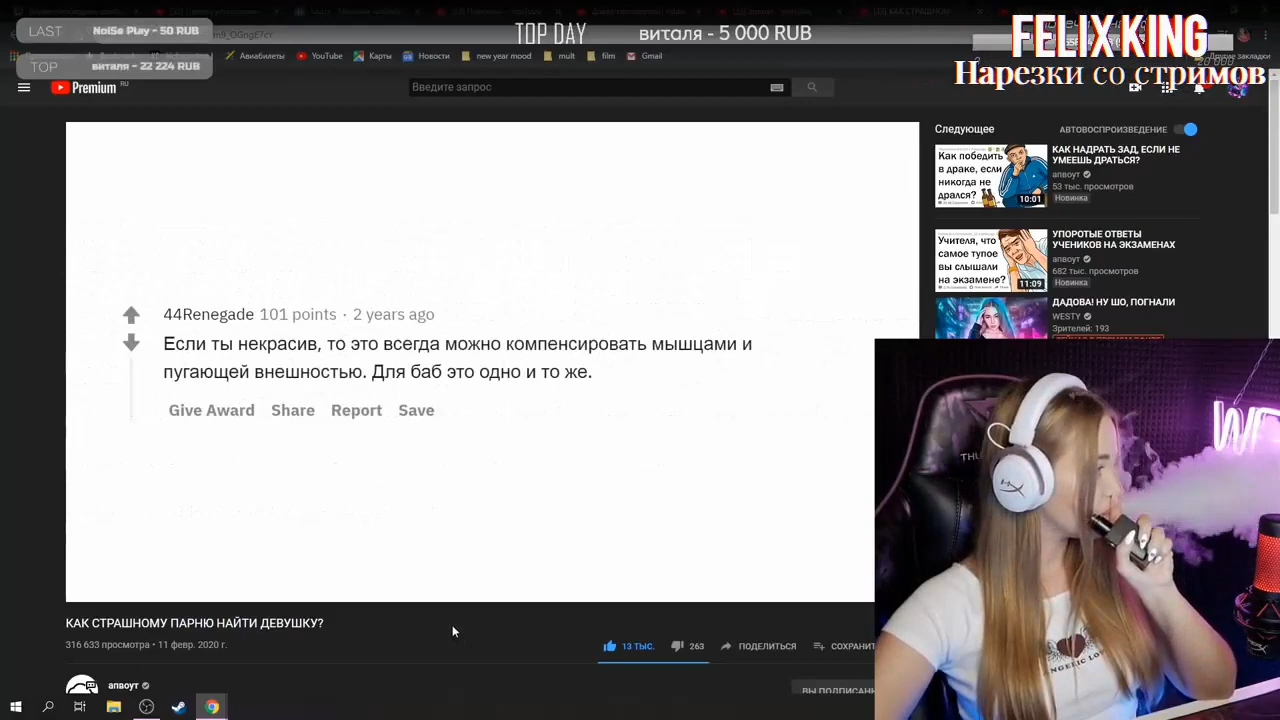 LAST NoiSe Play - 50 RUB
TOP виталя - 22 224 RUB
TOP DAY виталя - 5 000 RUB
FELIX KING
Нарезки со стримов
Авиабилеты YouTube Карты Новости new year mood mult film Gmail
Premium RU
Введите запрос
44Renegade 101 points · 2 years ago
Если ты некрасив, то это всегда можно компенсировать мышцами и
пугающей внешностью. Для баб это одно и то же.
Give Award Share Report Save
КАК СТРАШНОМУ ПАРНЮ НАЙТИ ДЕВУШКУ?
316 633 просмотра • 11 февр. 2020 г.
13 ТЫС. 263 ПОДЕЛИТЬСЯ
апвоут
Следующее АВТОВОСПРОИЗВЕДЕНИЕ
Как победить
в драке, если
никогда не
дрался?
10:01
КАК НАДРАТЬ ЗАД, ЕСЛИ НЕ
УМЕЕШЬ ДРАТЬСЯ?
апвоут
53 тыс. просмотров
Новинка
Учителя, что
самое тупое
вы слышали
на экзамене?
11:09
УПОРОТЫЕ ОТВЕТЫ
УЧЕНИКОВ НА ЭКЗАМЕНАХ
апвоут
682 тыс. просмотров
Новинка
ДАДОВА! НУ ШО, ПОГНАЛИ
WESTY
Зрителей: 193